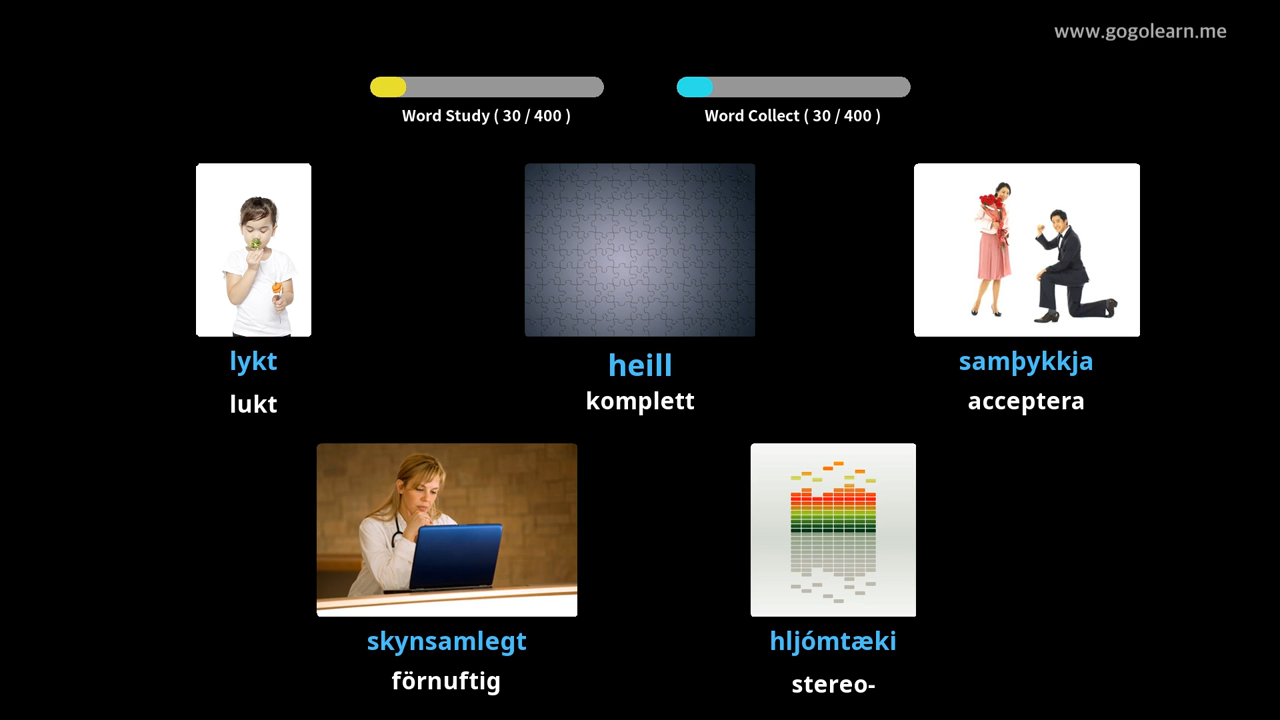 www.gogolearn.me
Word Study ( 30 / 400 )
Word Collect ( 30 / 400 )
lykt
lukt
heill
komplett
samþykkja
acceptera
skynsamlegt
förnuftig
hljómtæki
stereo-